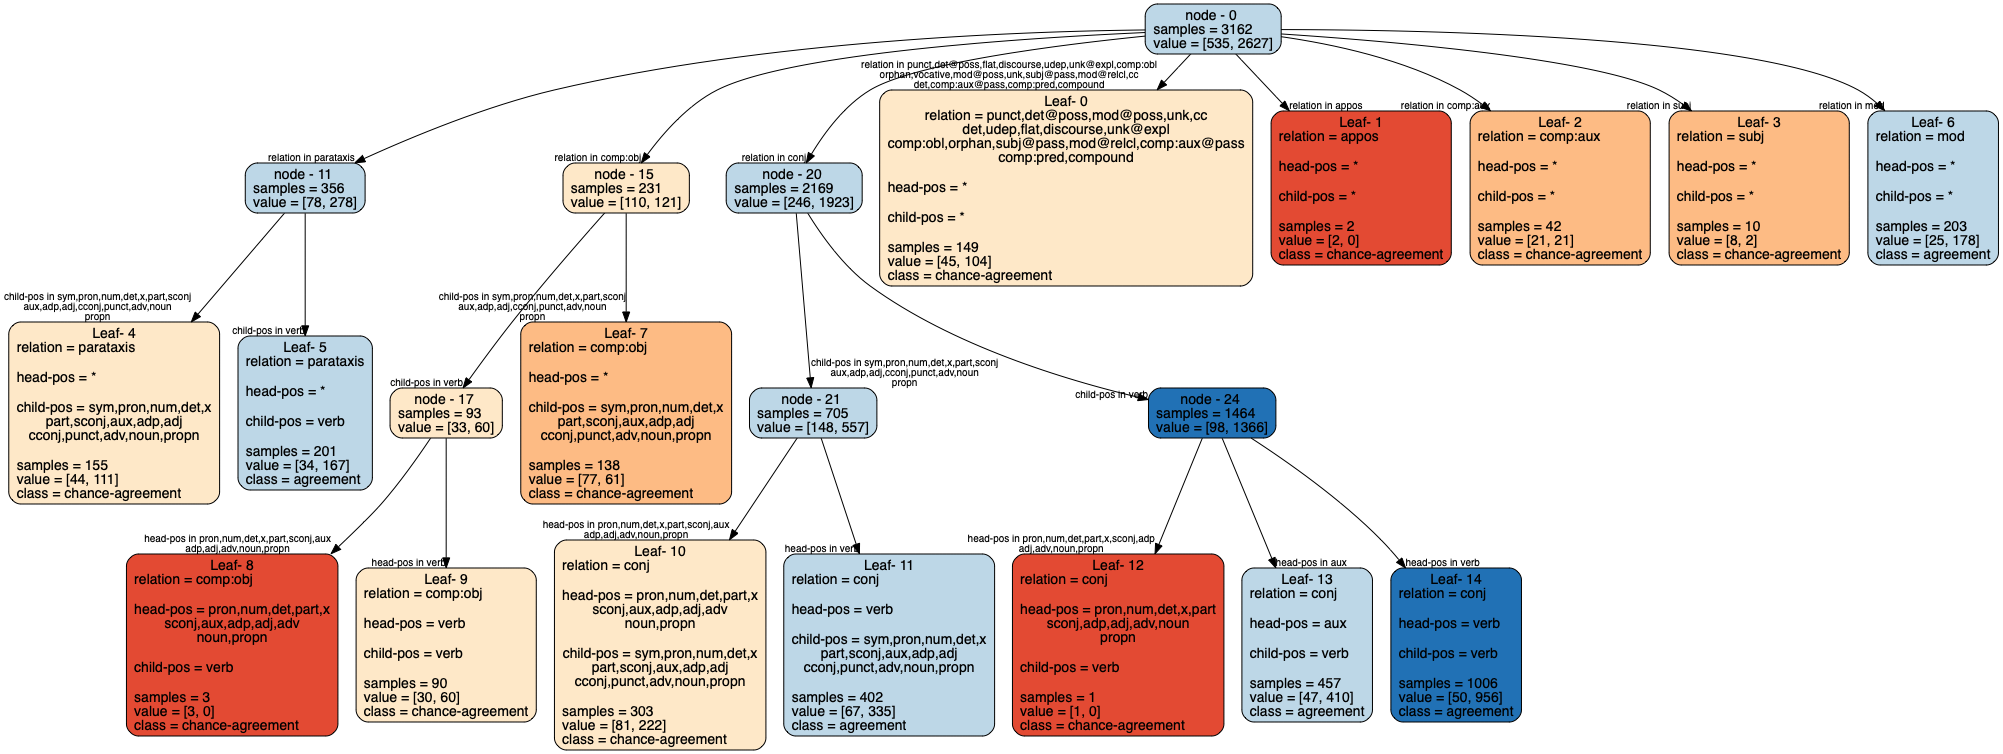 node - 0
samples = 3162
value = [535, 2627]
relation in punct,det@poss,flat,discourse,udep,unk@expl,comp:obl
orphan,vocative,mod@poss,unk,subj@pass,mod@relcl,cc
det,comp:aux@pass,comp:pred,compound
Leaf- 0
relation = punct,det@poss,mod@poss,unk,cc
det,udep,flat,discourse,unk@expl
comp:obl,orphan,subj@pass,mod@relcl,comp:aux@pass
comp:pred,compound
head-pos = *
child-pos = *
samples = 149
value = [45, 104]
class = chance-agreement
relation in appos
Leaf- 1
relation = appos
head-pos = *
child-pos = *
samples = 2
value = [2, 0]
class = chance-agreement
relation in comp:aux
Leaf- 2
relation = comp:aux
head-pos = *
child-pos = *
samples = 42
value = [21, 21]
class = chance-agreement
relation in subj
Leaf- 3
relation = subj
head-pos = *
child-pos = *
samples = 10
value = [8, 2]
class = chance-agreement
relation in mod
Leaf- 6
relation = mod
head-pos = *
child-pos = *
samples = 203
value = [25, 178]
class = agreement
relation in parataxis
node - 11
samples = 356
value = [78, 278]
relation in comp:obj
node - 15
samples = 231
value = [110, 121]
relation in conj
node - 20
samples = 2169
value = [246, 1923]
child-pos in sym,pron,num,det,x,part,sconj
aux,adp,adj,cconj,punct,adv,noun
propn
Leaf- 4
relation = parataxis
head-pos = *
child-pos = sym,pron,num,det,x
part,sconj,aux,adp,adj
cconj,punct,adv,noun,propn
samples = 155
value = [44, 111]
class = chance-agreement
child-pos in verb
Leaf- 5
relation = parataxis
head-pos = *
child-pos = verb
samples = 201
value = [34, 167]
class = agreement
child-pos in sym,pron,num,det,x,part,sconj
aux,adp,adj,cconj,punct,adv,noun
propn
Leaf- 7
relation = comp:obj
head-pos = *
child-pos = sym,pron,num,det,x
part,sconj,aux,adp,adj
cconj,punct,adv,noun,propn
samples = 138
value = [77, 61]
class = chance-agreement
child-pos in verb
node - 17
samples = 93
value = [33, 60]
child-pos in sym,pron,num,det,x,part,sconj
aux,adp,adj,cconj,punct,adv,noun
propn
node - 21
samples = 705
value = [148, 557]
child-pos in verb
node - 24
samples = 1464
value = [98, 1366]
head-pos in pron,num,det,x,part,sconj,aux
adp,adj,adv,noun,propn
Leaf- 8
relation = comp:obj
head-pos = pron,num,det,part,x
sconj,aux,adp,adj,adv
noun,propn
child-pos = verb
samples = 3
value = [3, 0]
class = chance-agreement
head-pos in verb
Leaf- 9
relation = comp:obj
head-pos = verb
child-pos = verb
samples = 90
value = [30, 60]
class = chance-agreement
head-pos in pron,num,det,x,part,sconj,aux
adp,adj,adv,noun,propn
Leaf- 10
relation = conj
head-pos = pron,num,det,part,x
sconj,aux,adp,adj,adv
noun,propn
child-pos = sym,pron,num,det,x
part,sconj,aux,adp,adj
cconj,punct,adv,noun,propn
samples = 303
value = [81, 222]
class = chance-agreement
head-pos in verb
Leaf- 11
relation = conj
head-pos = verb
child-pos = sym,pron,num,det,x
part,sconj,aux,adp,adj
cconj,punct,adv,noun,propn
samples = 402
value = [67, 335]
class = agreement
head-pos in pron,num,det,part,x,sconj,adp
adj,adv,noun,propn
Leaf- 12
relation = conj
head-pos = pron,num,det,x,part
sconj,adp,adj,adv,noun
propn
child-pos = verb
samples = 1
value = [1, 0]
class = chance-agreement
head-pos in aux
Leaf- 13
relation = conj
head-pos = aux
child-pos = verb
samples = 457
value = [47, 410]
class = agreement
head-pos in verb
Leaf- 14
relation = conj
head-pos = verb
child-pos = verb
samples = 1006
value = [50, 956]
class = agreement